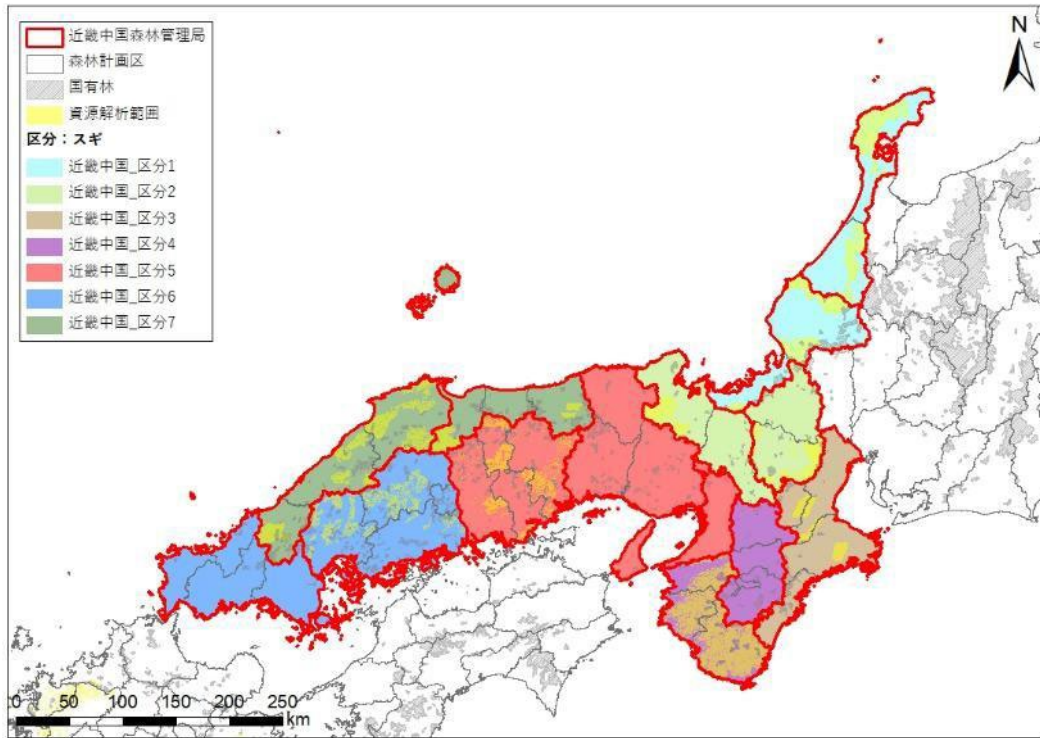 近畿中国森林管理局
森林計画区
国有林
資源解析範囲
区分：スギ
近畿中国_区分1
近畿中国_区分2
近畿中国_区分3
近畿中国_区分4
近畿中国_区分5
近畿中国_区分6
近畿中国_区分7
N
0 50 100 150 200 250
km